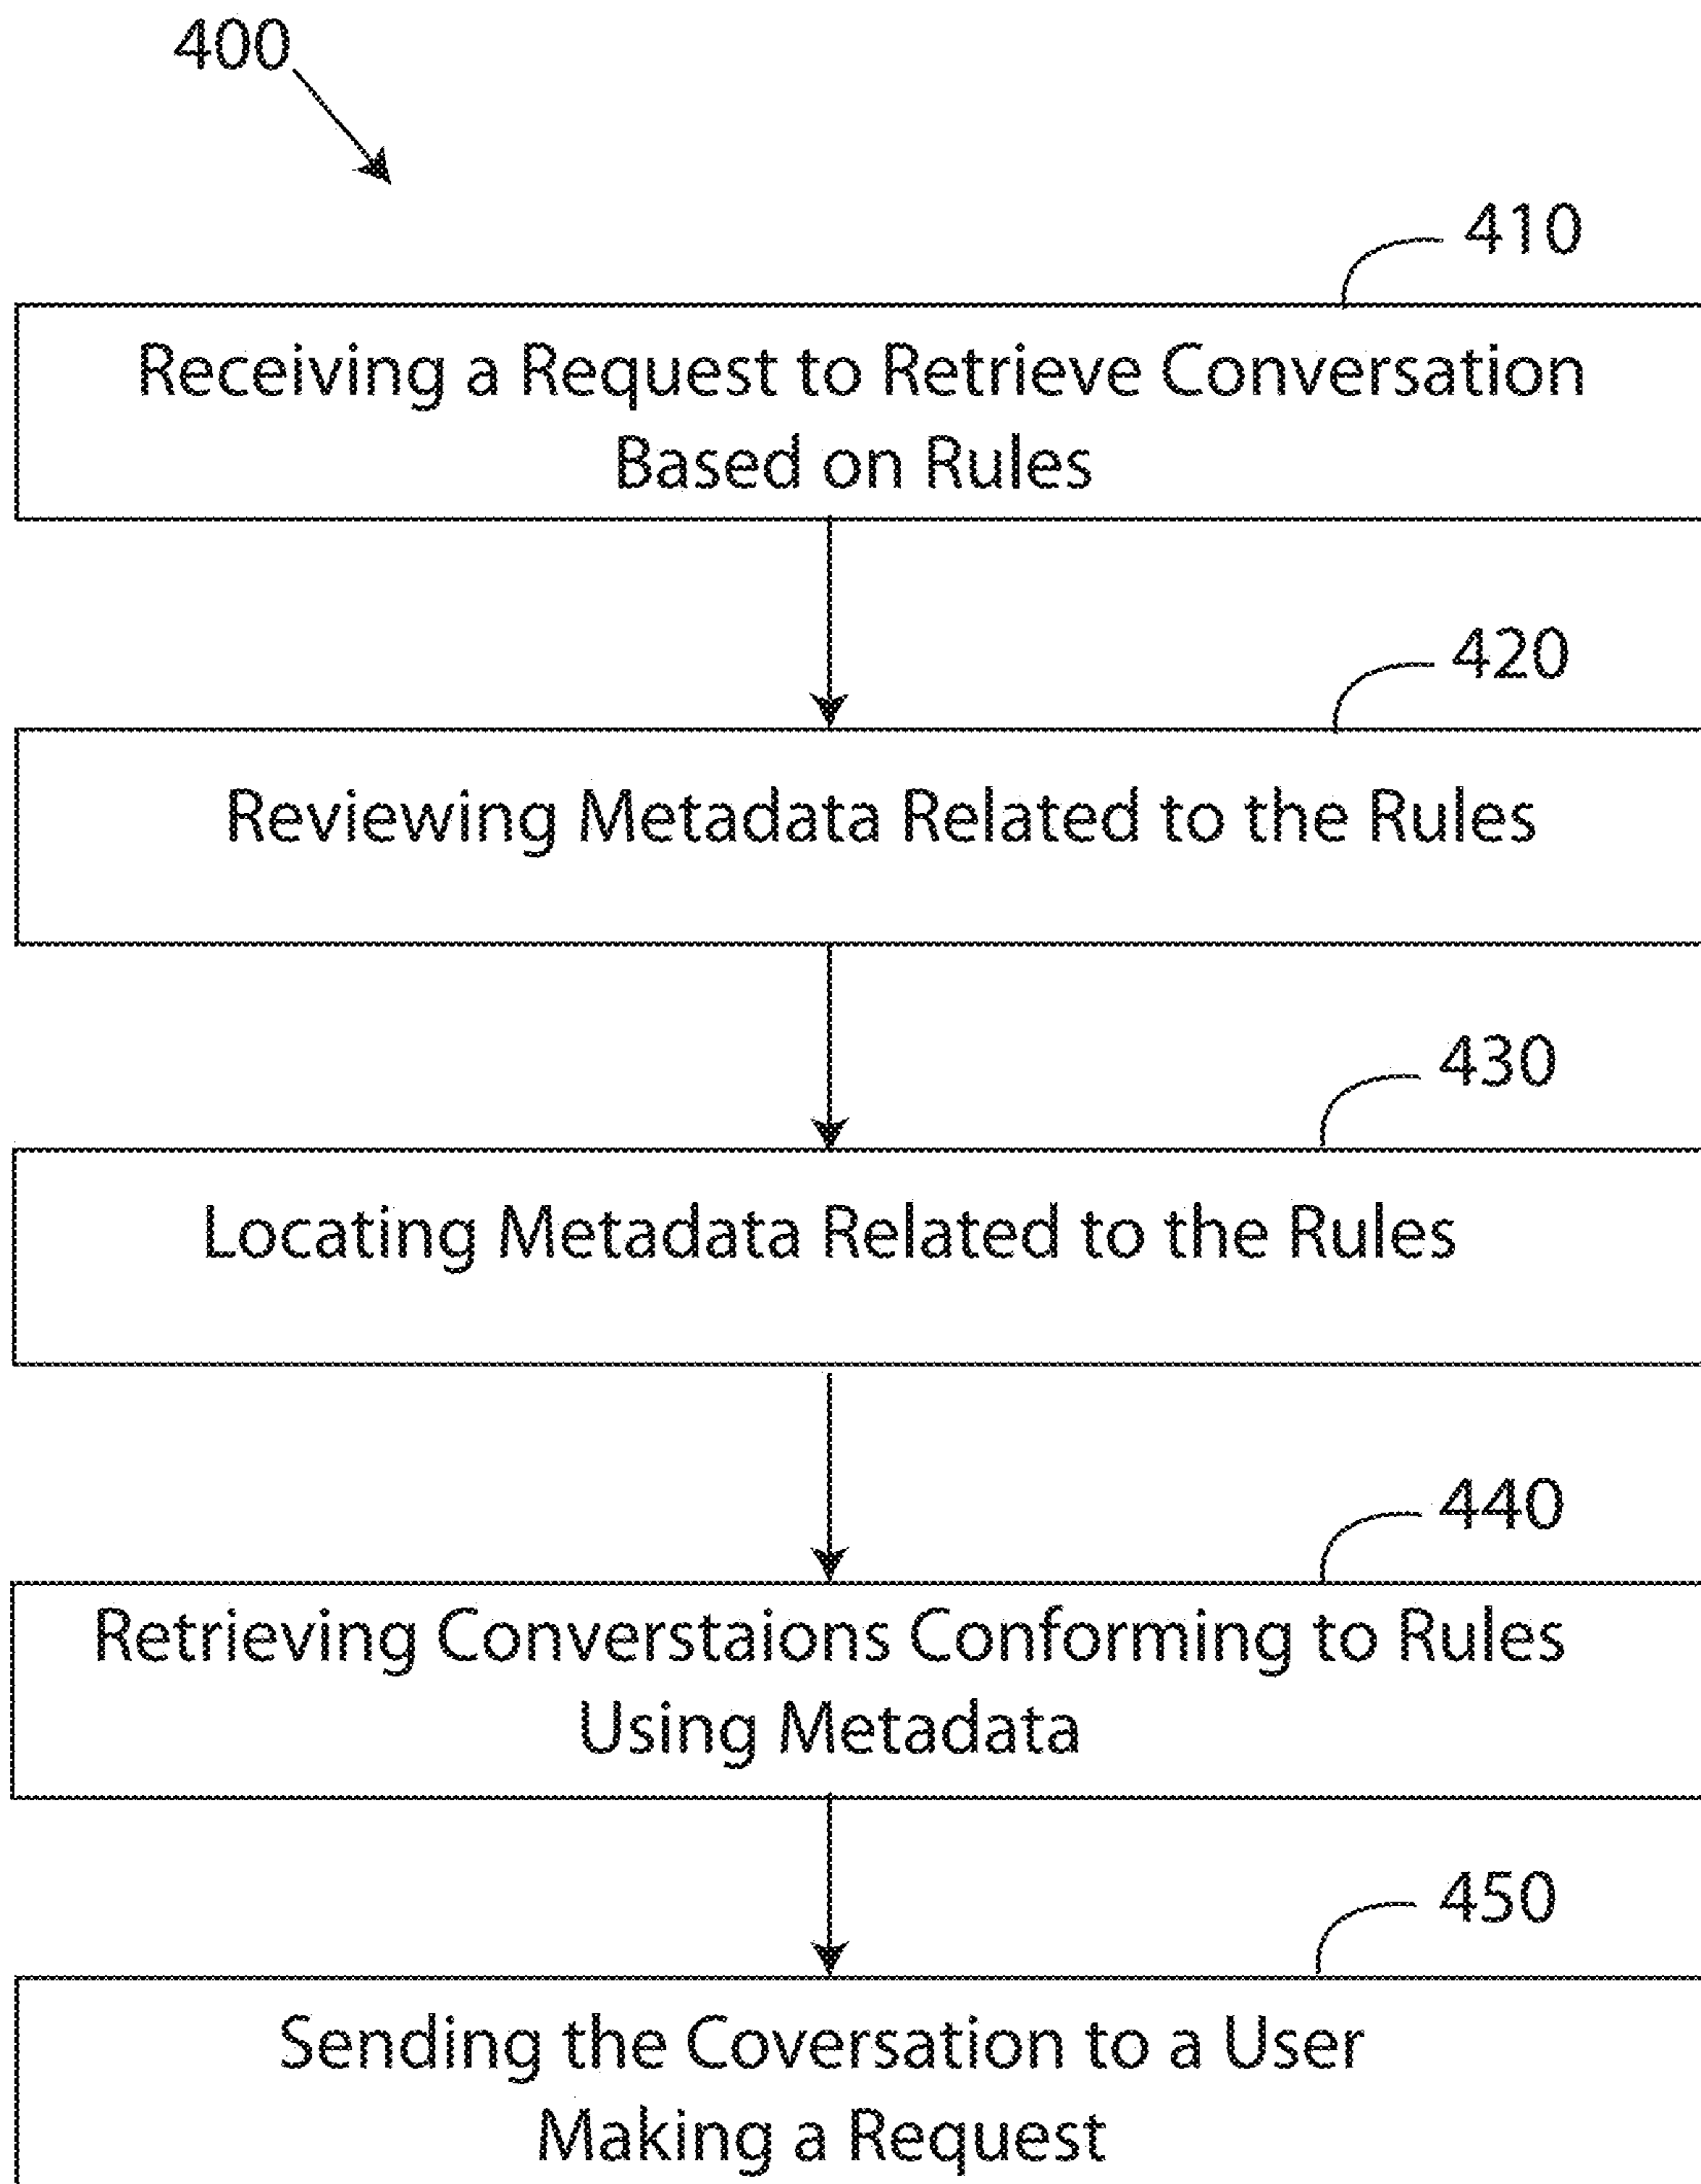 400
410
Receiving a Request to Retrieve Conversation
Based on Rules
420
Reviewing Metadata Related to the Rules
430
Locating Metadata Related to the Rules
440
Retrieving Converstaions Conforming to Rules
Using Metadata
450
Sending the Coversation to a User
Making a Request